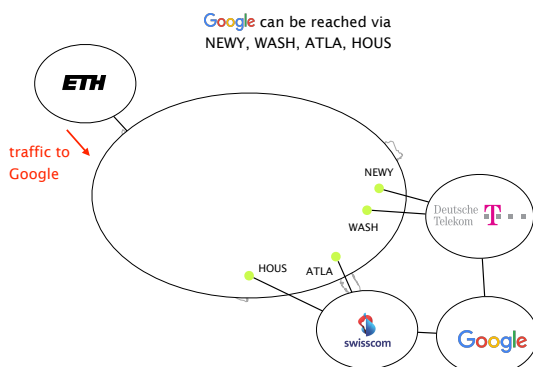 Google can be reached via
NEWY, WASH, ATLA, HOUS
ETH
traffic to
Google
NEWY
Deutsche
Telekom
T
WASH
HOUS
ATLA
swisscom
Google